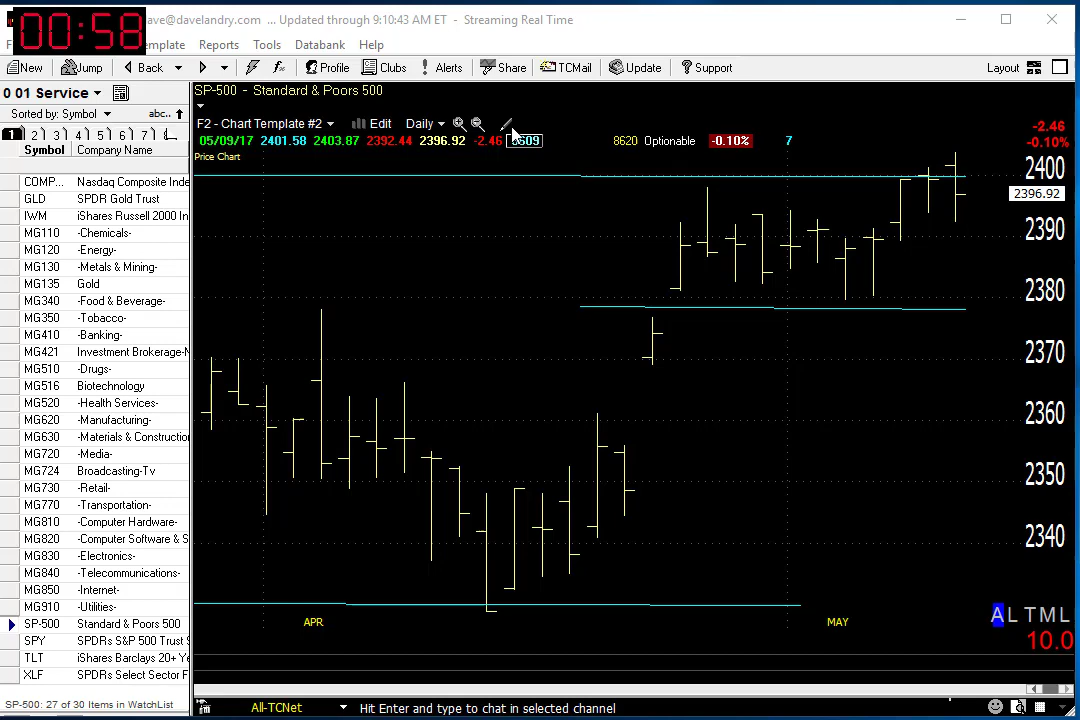 00:58
ave@davelandry.com ... Updated through 9:10:43 AM ET - Streaming Real Time
F emplate Reports Tools Databank Help
New Jump Back Profile Clubs Alerts Share TCMail Update Support Layout
0 01 Service
SP-500 - Standard & Poors 500
Sorted by: Symbol abc..
F2 - Chart Template #2 Edit Daily
1 2 3 4 5 6 7
05/09/17 2401.58 2403.87 2392.44 2396.92 -2.46 8620 Optionable -0.10% 7
-2.46
-0.10%
Symbol Company Name
Price Chart
COMP... Nasdaq Composite Inde
GLD SPDR Gold Trust
IWM iShares Russell 2000 In
MG110 -Chemicals-
MG120 -Energy-
MG130 -Metals & Mining-
MG135 Gold
MG340 -Food & Beverage-
MG350 -Tobacco-
MG410 -Banking-
MG421 Investment Brokerage-N
MG510 -Drugs-
MG516 Biotechnology
MG520 -Health Services-
MG620 -Manufacturing-
MG630 -Materials & Constructio
MG720 -Media-
MG724 Broadcasting-Tv
MG730 -Retail-
MG770 -Transportation-
MG810 -Computer Hardware-
MG820 -Computer Software & S
MG830 -Electronics-
MG840 -Telecommunications-
MG850 -Internet-
MG910 -Utilities-
SP-500 Standard & Poors 500
SPY SPDRs S&P 500 Trust S
TLT iShares Barclays 20+ Ye
XLF SPDRs Select Sector F
2400
2396.92
2390
2380
2370
2360
2350
2340
APR MAY
A L T M L
10.0
SP-500: 27 of 30 Items in WatchList
All-TCNet Hit Enter and type to chat in selected channel